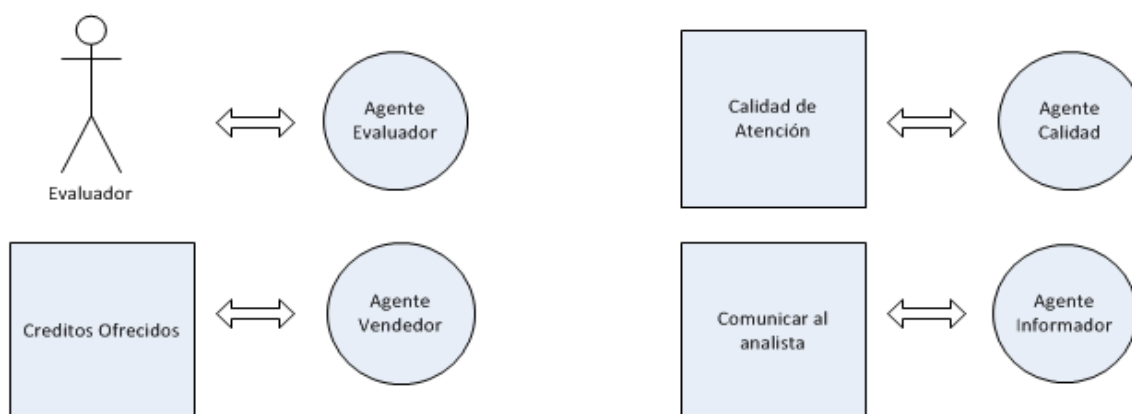 Evaluador
Agente
Evaluador
Calidad de
Atención
Agente
Calidad
Creditos Ofrecidos
Agente
Vendedor
Comunicar al
analista
Agente
Informador